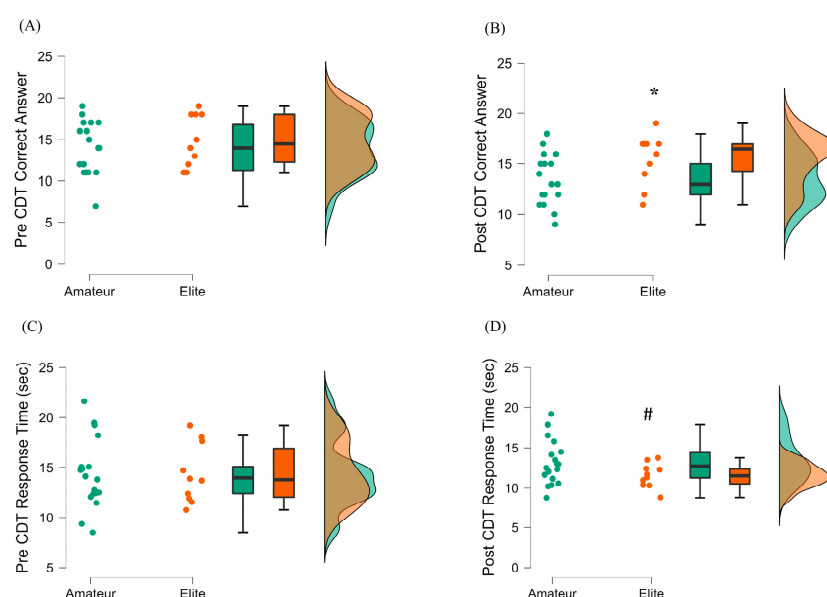 (A)
Pre CDT Correct Answer
25
20
15
10
5
0
Amateur
Elite
(B)
Post CDT Correct Answer
25
20
15
10
5
*
Amateur
Elite
(C)
Pre CDT Response Time (sec)
25
20
15
10
5
Amateur
Elite
(D)
Post CDT Response Time (sec)
25
20
15
10
5
0
#
Amateur
Elite